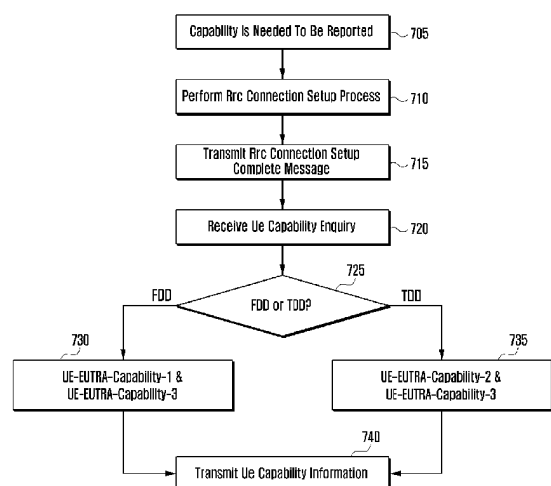 Capability Is Needed To Be Reported
705
Perform Rrc Connection Setup Process
710
Transmit Rrc Connection Setup
Complete Message
715
Receive Ue Capability Enquiry
720
725
FDD
FDD or TDD?
TDD
730
UE-EUTRA-Capability-1 &
UE-EUTRA-Capability-3
735
UE-EUTRA-Capability-2 &
UE-EUTRA-Capability-3
740
Transmit Ue Capability Information